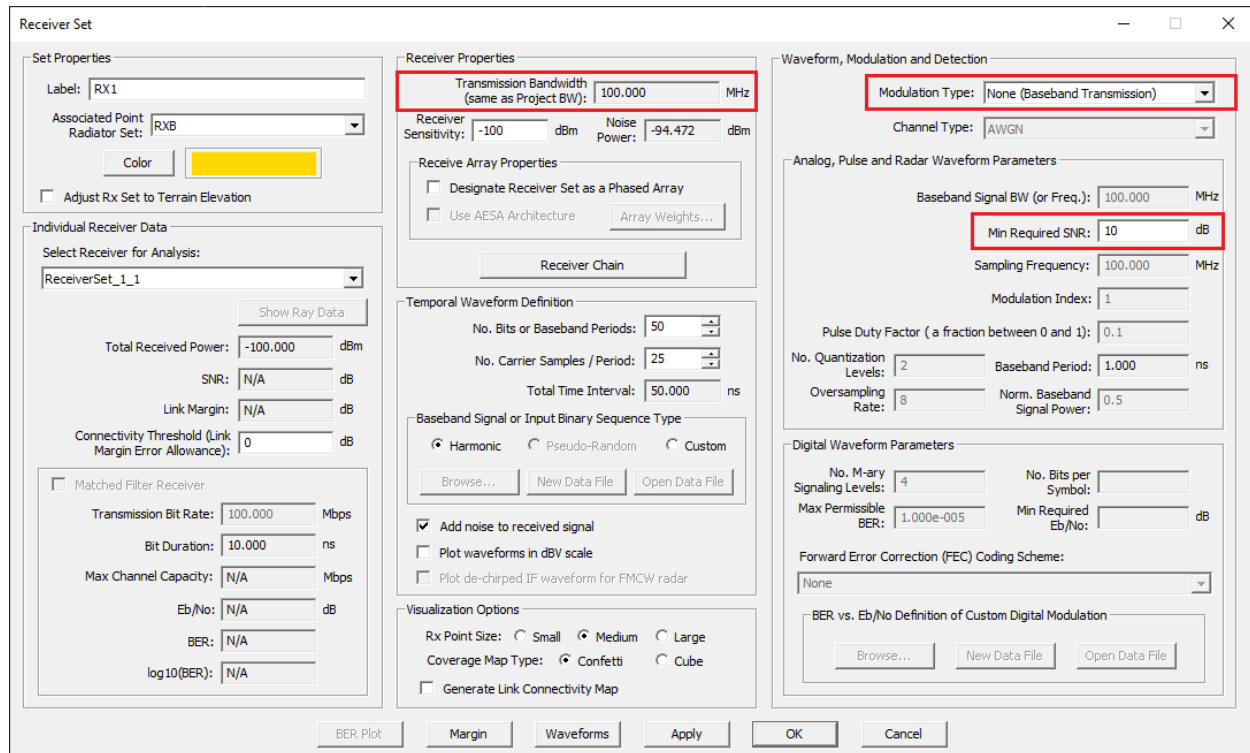 Receiver Set
Set Properties
Label: RX1
Associated Point
Radiator Set: RXB
Color
Adjust Rx Set to Terrain Elevation
Individual Receiver Data
Select Receiver for Analysis:
ReceiverSet_1_1
Show Ray Data
Total Received Power: -100.000 dBm
SNR: N/A dB
Link Margin: N/A dB
Connectivity Threshold (Link
Margin Error Allowance): 0 dB
Matched Filter Receiver
Transmission Bit Rate: 100.000 Mbps
Bit Duration: 10.000 ns
Max Channel Capacity: N/A Mbps
Eb/No: N/A dB
BER: N/A
log10(BER): N/A
Receiver Properties
Transmission Bandwidth
(same as Project BW): 100.000 MHz
Receiver
Sensitivity: -100 dBm
Noise
Power: -94.472 dBm
Receive Array Properties
Designate Receiver Set as a Phased Array
Use AESA Architecture Array Weights...
Receiver Chain
Temporal Waveform Definition
No. Bits or Baseband Periods: 50
No. Carrier Samples / Period: 25
Total Time Interval: 50.000 ns
Baseband Signal or Input Binary Sequence Type
Harmonic Pseudo-Random Custom
Browse... New Data File Open Data File
Add noise to received signal
Plot waveforms in dBV scale
Plot de-chirped IF waveform for FMCW radar
Visualization Options
Rx Point Size: Small Medium Large
Coverage Map Type: Confetti Cube
Generate Link Connectivity Map
Waveform, Modulation and Detection
Modulation Type: None (Baseband Transmission)
Channel Type: AWGN
Analog, Pulse and Radar Waveform Parameters
Baseband Signal BW (or Freq.): 100.000 MHz
Min Required SNR: 10 dB
Sampling Frequency: 100.000 MHz
Modulation Index: 1
Pulse Duty Factor ( a fraction between 0 and 1): 0.1
No. Quantization
Levels: 2
Baseband Period: 1.000 ns
Oversampling
Rate: 8
Norm. Baseband
Signal Power: 0.5
Digital Waveform Parameters
No. M-ary
Signaling Levels: 4
No. Bits per
Symbol:
Max Permissible
BER: 1.000e-005
Min Required
Eb/No: dB
Forward Error Correction (FEC) Coding Scheme:
None
BER vs. Eb/No Definition of Custom Digital Modulation
Browse... New Data File Open Data File
BER Plot Margin Waveforms Apply OK Cancel